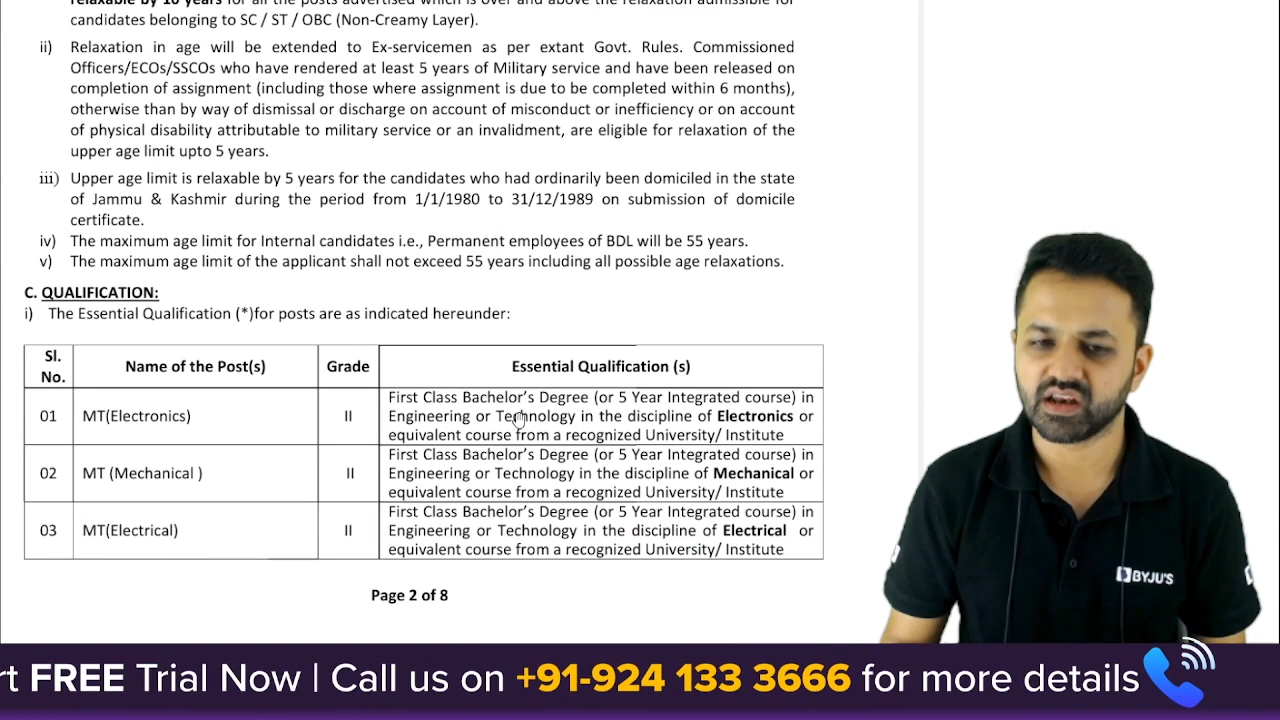 relaxable by 10 years for all the posts advertised which is over and above the relaxation admissible for
candidates belonging to SC / ST / OBC (Non-Creamy Layer).
ii) Relaxation in age will be extended to Ex-servicemen as per extant Govt. Rules. Commissioned
Officers/ECOs/SSCOs who have rendered at least 5 years of Military service and have been released on
completion of assignment (including those where assignment is due to be completed within 6 months),
otherwise than by way of dismissal or discharge on account of misconduct or inefficiency or on account
of physical disability attributable to military service or an invalidment, are eligible for relaxation of the
upper age limit upto 5 years.
iii) Upper age limit is relaxable by 5 years for the candidates who had ordinarily been domiciled in the state
of Jammu & Kashmir during the period from 1/1/1980 to 31/12/1989 on submission of domicile
certificate.
iv) The maximum age limit for Internal candidates i.e., Permanent employees of BDL will be 55 years.
v) The maximum age limit of the applicant shall not exceed 55 years including all possible age relaxations.
C. QUALIFICATION:
i) The Essential Qualification (*)for posts are as indicated hereunder:
Sl. No. Name of the Post(s) Grade Essential Qualification (s)
01 MT(Electronics) II First Class Bachelor's Degree (or 5 Year Integrated course) in
Engineering or Technology in the discipline of Electronics or
equivalent course from a recognized University/ Institute
02 MT (Mechanical ) II First Class Bachelor's Degree (or 5 Year Integrated course) in
Engineering or Technology in the discipline of Mechanical or
equivalent course from a recognized University/ Institute
03 MT(Electrical) II First Class Bachelor's Degree (or 5 Year Integrated course) in
Engineering or Technology in the discipline of Electrical or
equivalent course from a recognized University/ Institute
Page 2 of 8
BYJU'S
rt FREE Trial Now | Call us on +91-924 133 3666 for more details